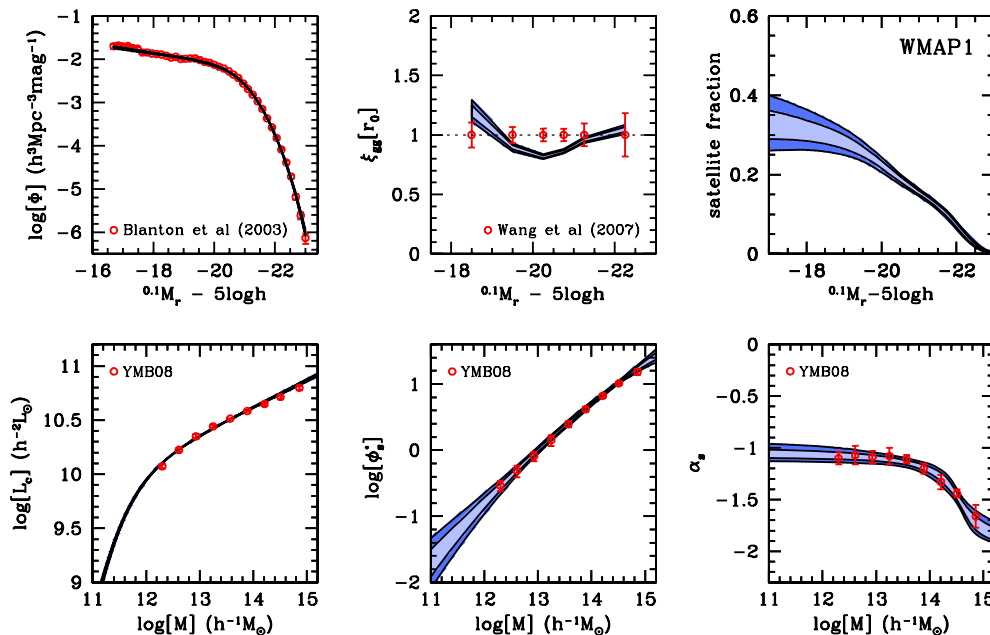 log[Φ] (h³Mpc⁻³mag⁻¹)
-1
-2
-3
-4
-5
-6
Blanton et al (2003)
-16 -18 -20 -22
⁰·¹Mᵣ - 5logh
ξgg[r₀]
2
1.5
1
0.5
0
Wang et al (2007)
-18 -20 -22
⁰·¹Mᵣ - 5logh
satellite fraction
0.6
0.4
0.2
0
WMAP1
-18 -20 -22
⁰·¹Mᵣ-5logh
log[L_c] (h⁻²L⊙)
11
10.5
10
9.5
9
YMB08
11 12 13 14 15
log[M] (h⁻¹M⊙)
log[ϕ*ₛ]
1
0
-1
-2
YMB08
11 12 13 14 15
log[M] (h⁻¹M⊙)
αₛ
0
-0.5
-1
-1.5
-2
YMB08
11 12 13 14 15
log[M] (h⁻¹M⊙)